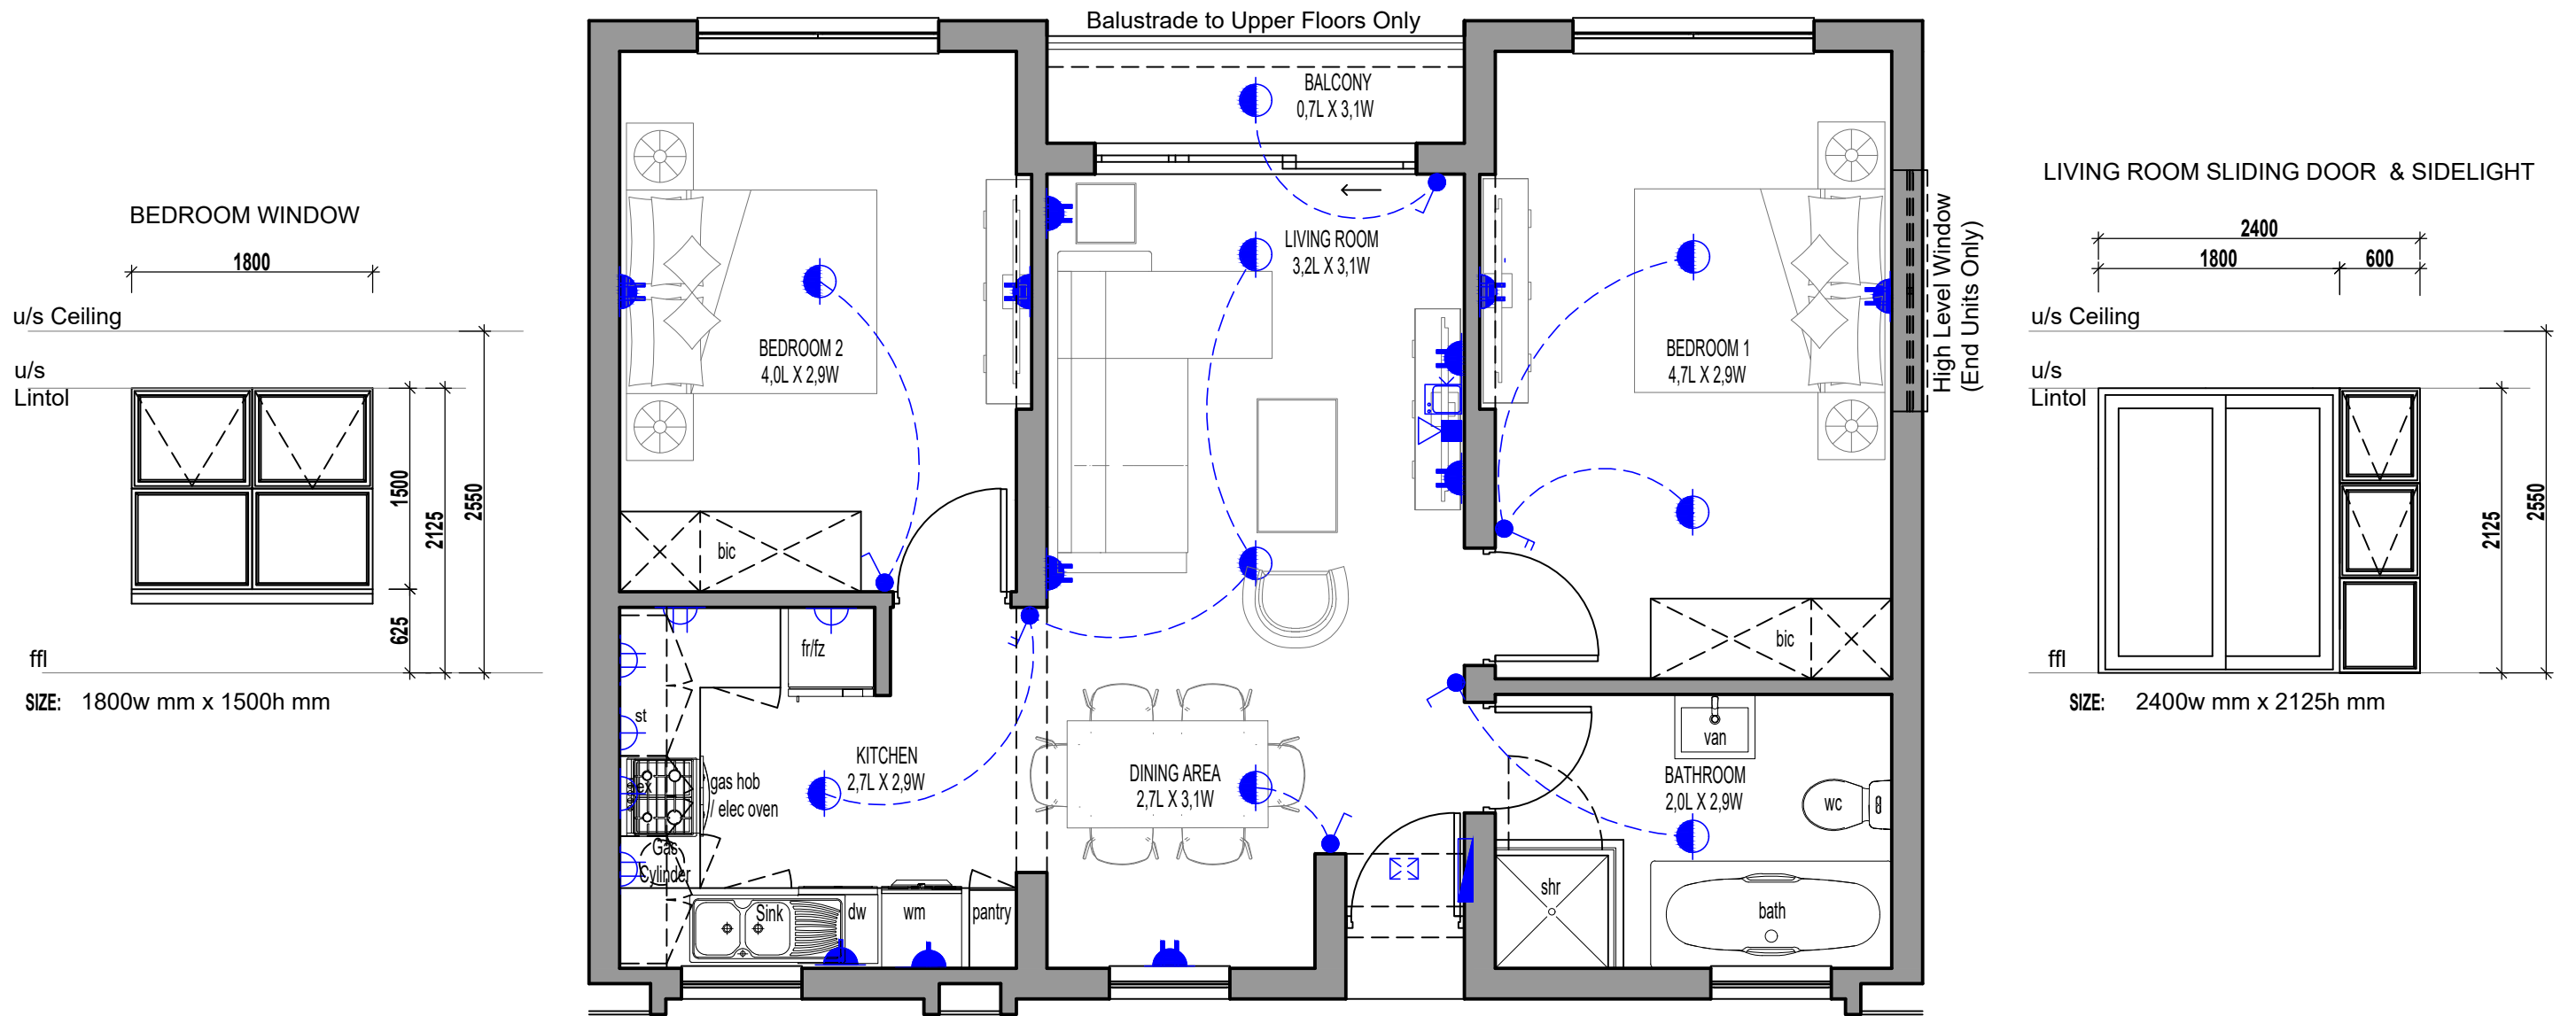 Balustrade to Upper Floors Only
BALCONY
0,7L X 3,1W
BEDROOM WINDOW
1800
u/s Ceiling
u/s
Lintol
1500
2125
2550
625
ffl
SIZE: 1800w mm x 1500h mm
BEDROOM 2
4,0L X 2,9W
bic
LIVING ROOM
3,2L X 3,1W
BEDROOM 1
4,7L X 2,9W
bic
High Level Window
(End Units Only)
fr/fz
st
KITCHEN
2,7L X 2,9W
gas hob
/ elec oven
ex
Gas
Cylinder
Sink
dw
wm
pantry
DINING AREA
2,7L X 3,1W
van
BATHROOM
2,0L X 2,9W
wc
shr
bath
LIVING ROOM SLIDING DOOR & SIDELIGHT
2400
1800
600
u/s Ceiling
u/s
Lintol
2125
2550
ffl
SIZE: 2400w mm x 2125h mm